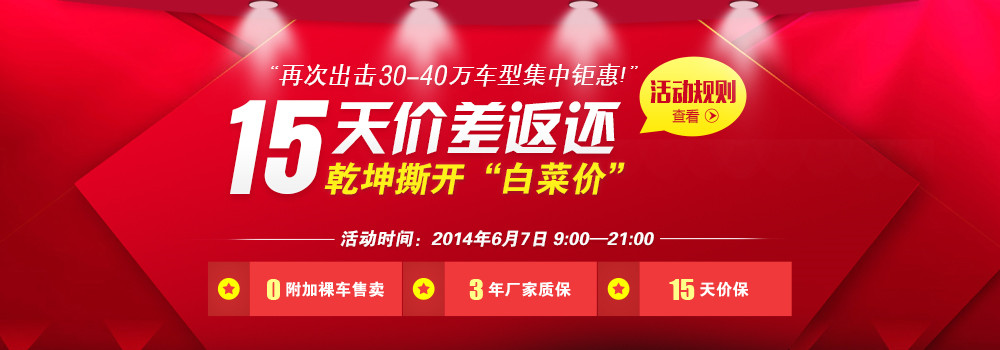 “再次出击30-40万车型集中钜惠!”
活动规则
查看
15天价差返还
乾坤撕开“白菜价”
活动时间：2014年6月7日 9:00—21:00
0附加裸车售卖
3年厂家质保
15天价保